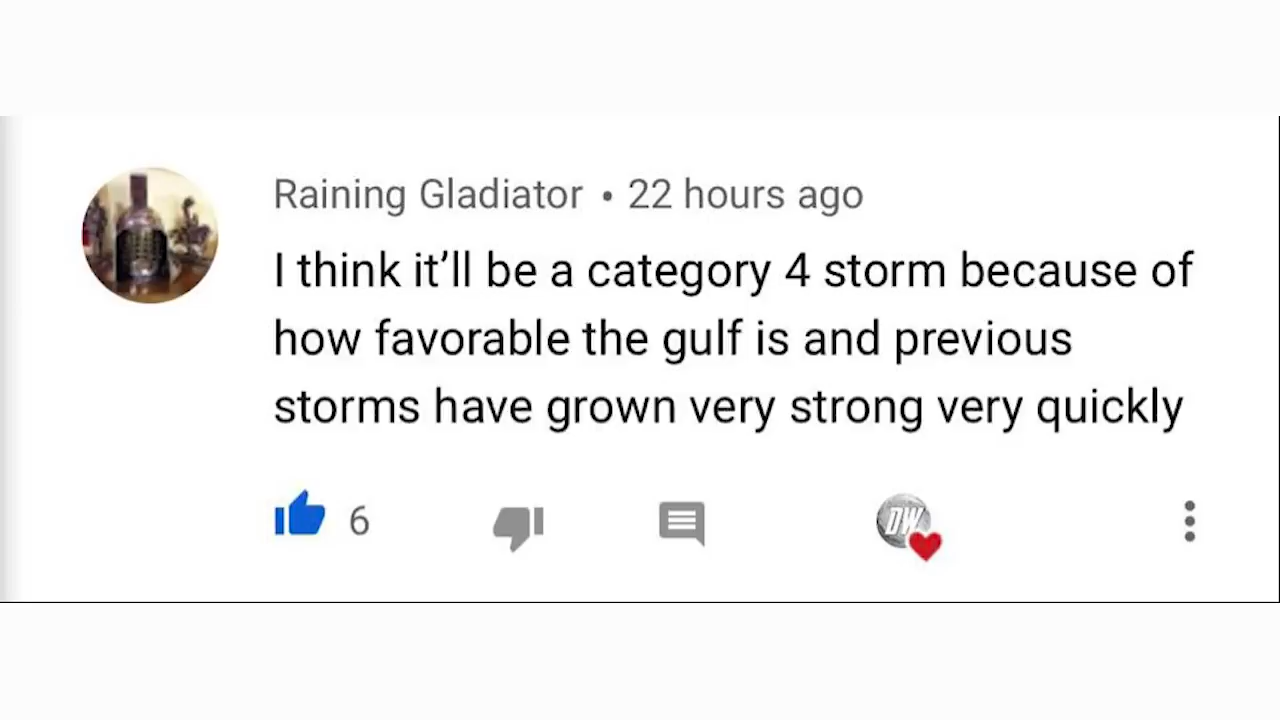 Raining Gladiator • 22 hours ago
I think it’ll be a category 4 storm because of
how favorable the gulf is and previous
storms have grown very strong very quickly
6
DW